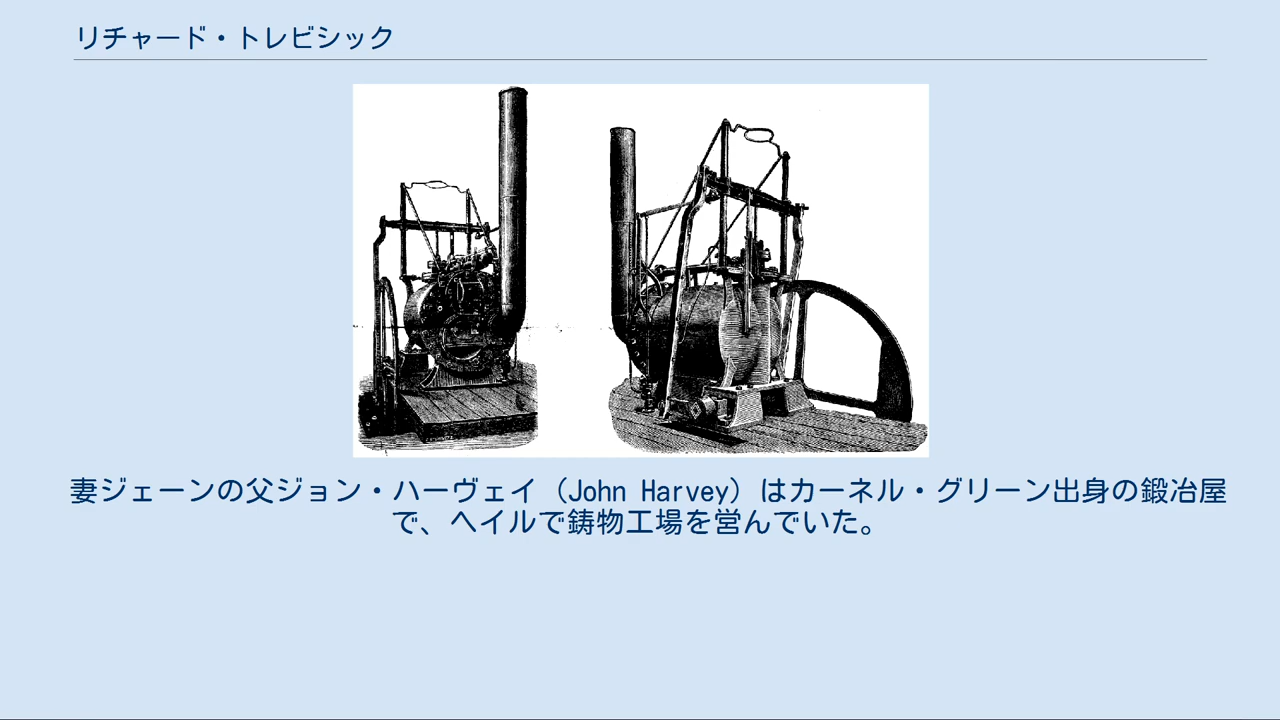 リチャード・トレビシック
妻ジェーンの父ジョン・ハーヴェイ（John Harvey）はカーネル・グリーン出身の鍛冶屋
で、ヘイルで鋳物工場を営んでいた。